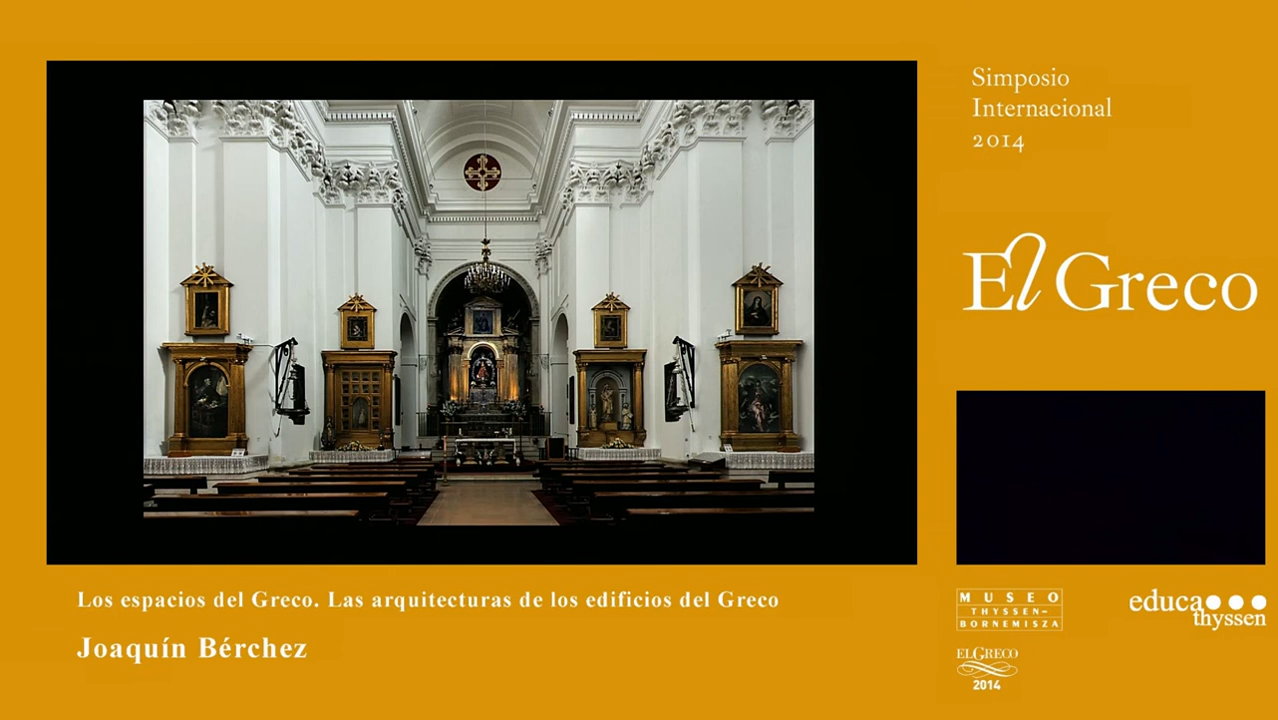 Simposio
Internacional
2014
El Greco
Los espacios del Greco. Las arquitecturas de los edificios del Greco
Joaquín Bérchez
MUSEO
THYSSEN-
BORNEMISZA
educa
thyssen
ELGRECO
2014